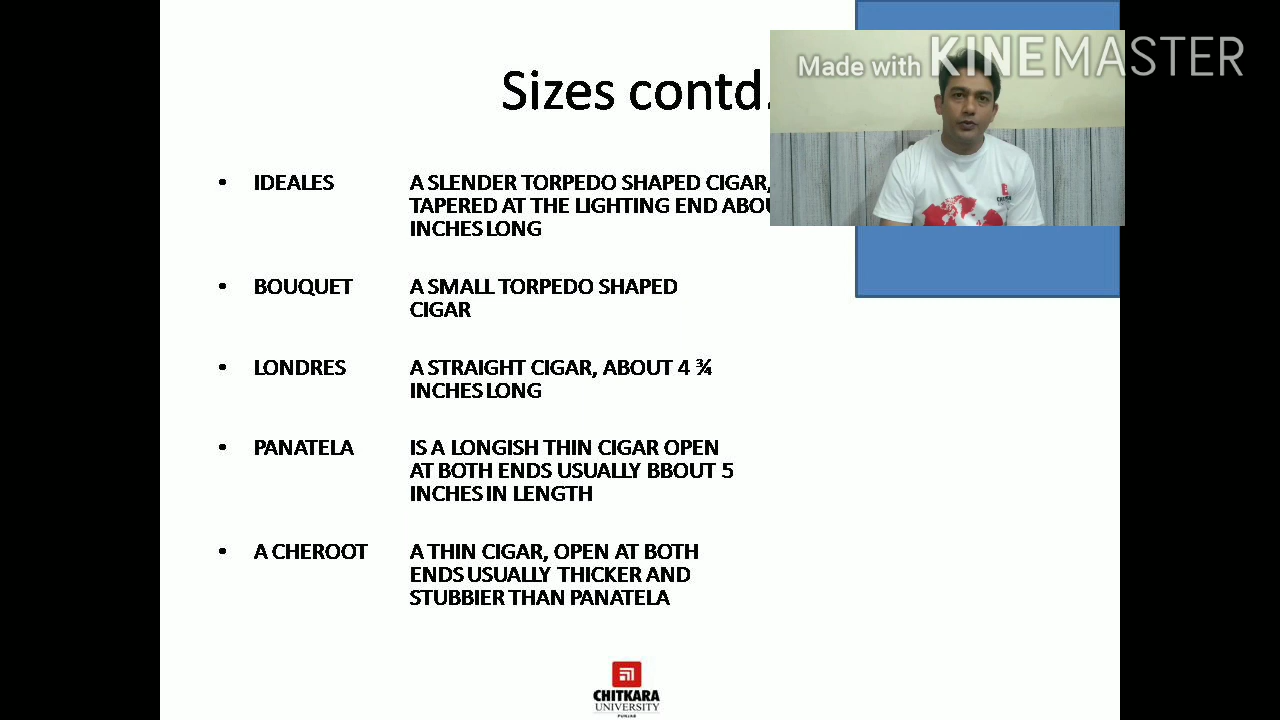 Made with KINEMASTER
Sizes contd.
• IDEALES A SLENDER TORPEDO SHAPED CIGAR,
TAPERED AT THE LIGHTING END
INCHES LONG
• BOUQUET A SMALL TORPEDO SHAPED
CIGAR
• LONDRES A STRAIGHT CIGAR, ABOUT 4 ¾
INCHES LONG
• PANATELA IS A LONGISH THIN CIGAR OPEN
AT BOTH ENDS USUALLY BBOUT 5
INCHES IN LENGTH
• A CHEROOT A THIN CIGAR, OPEN AT BOTH
ENDS USUALLY THICKER AND
STUBBIER THAN PANATELA
CHITKARA
UNIVERSITY
PUNJAB